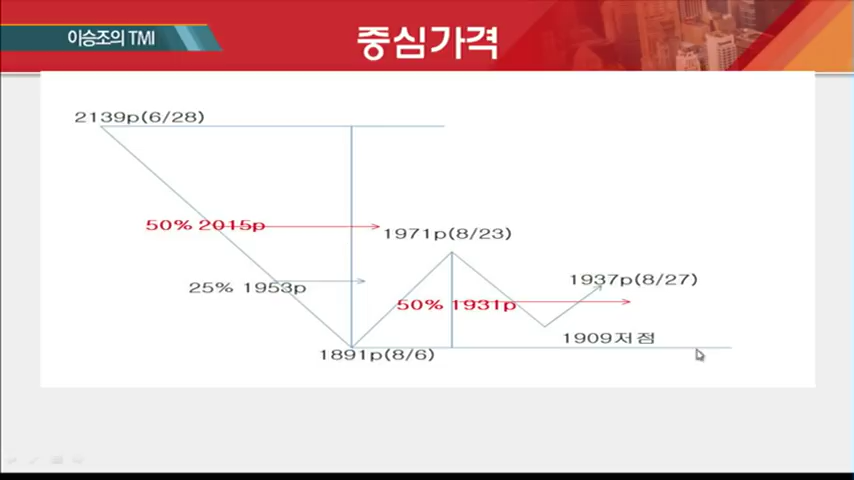 이승조의 TMI
중심가격
2139p(6/28)
50% 2015p
1971p(8/23)
25% 1953p
1937p(8/27)
50% 1931p
1909저점
1891p(8/6)